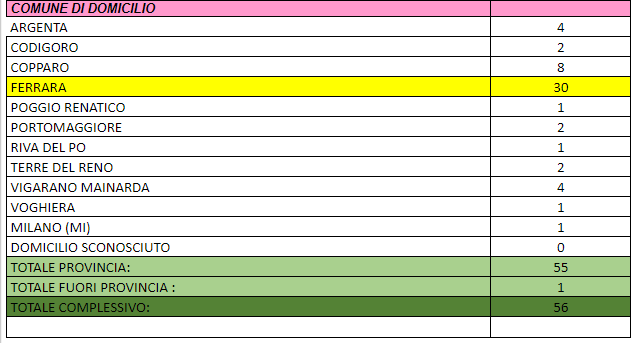 COMUNE DI DOMICILIO
ARGENTA 4
CODIGORO 2
COPPARO 8
FERRARA 30
POGGIO RENATICO 1
PORTOMAGGIORE 2
RIVA DEL PO 1
TERRE DEL RENO 2
VIGARANO MAINARDA 4
VOGHIERA 1
MILANO (MI) 1
DOMICILIO SCONOSCIUTO 0
TOTALE PROVINCIA: 55
TOTALE FUORI PROVINCIA : 1
TOTALE COMPLESSIVO: 56